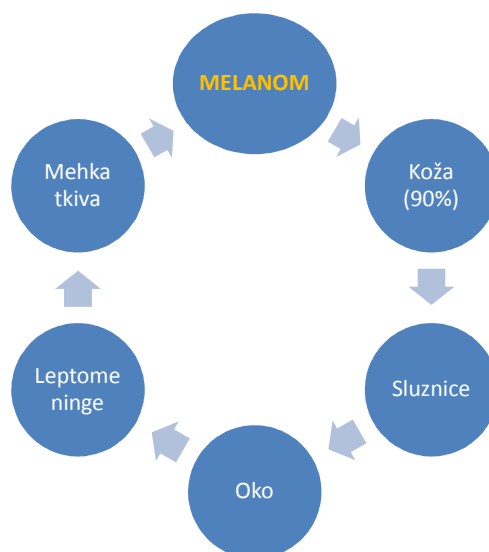 MELANOM
Koža
(90%)
Sluznice
Oko
Leptome
ninge
Mehka
tkiva